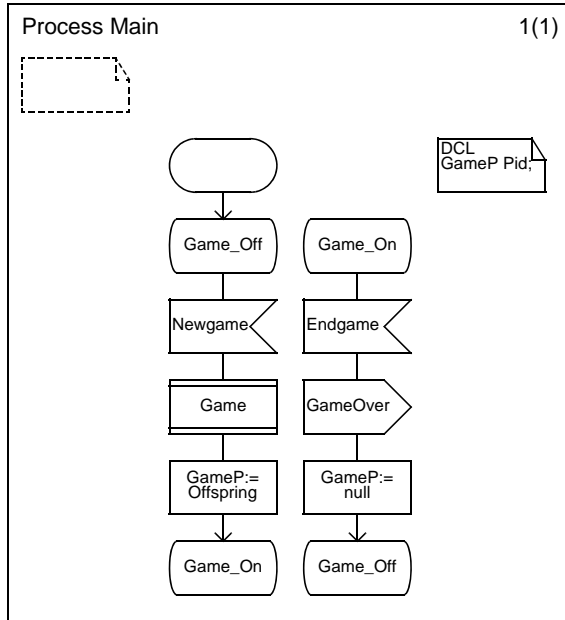 Process Main
1(1)
DCL
GameP Pid;
Game_Off
Newgame
Game
GameP:=
Offspring
Game_On
Game_On
Endgame
GameOver
GameP:=
null
Game_Off